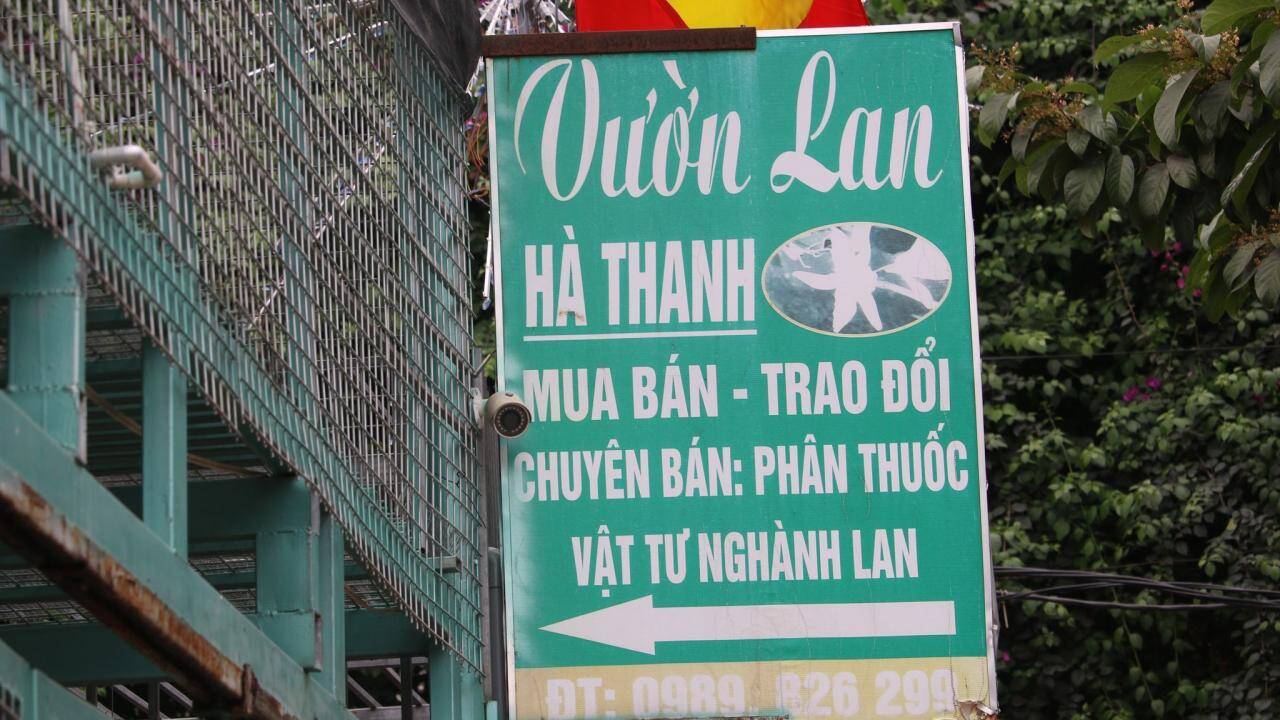 Vườn Lan
HÀ THANH
MUA BÁN - TRAO ĐỔI
CHUYÊN BÁN: PHÂN THUỐC
VẬT TƯ NGHÀNH LAN
ĐT: 0989 826 299